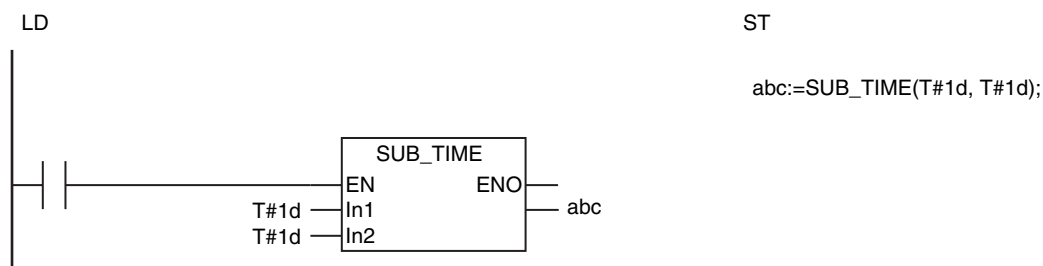 LD
ST
abc:=SUB_TIME(T#1d, T#1d);
SUB_TIME
EN ENO
T#1d In1 abc
T#1d In2